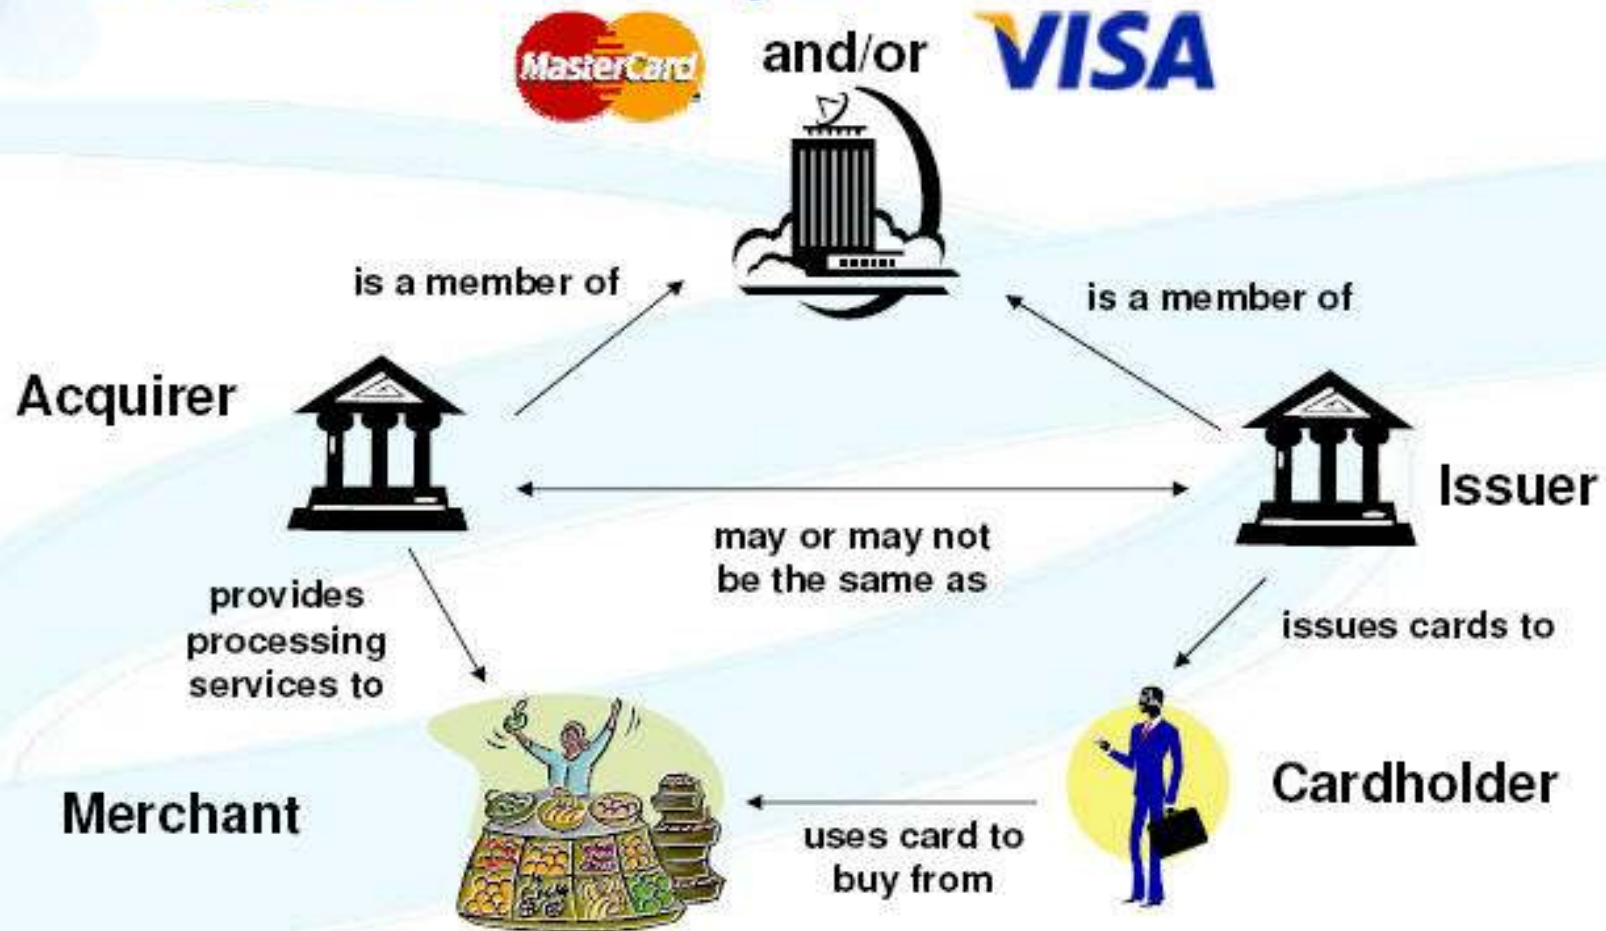 MasterCard and/or VISA
is a member of
is a member of
Acquirer
Issuer
may or may not
be the same as
provides
processing
services to
issues cards to
Merchant
Cardholder
uses card to
buy from